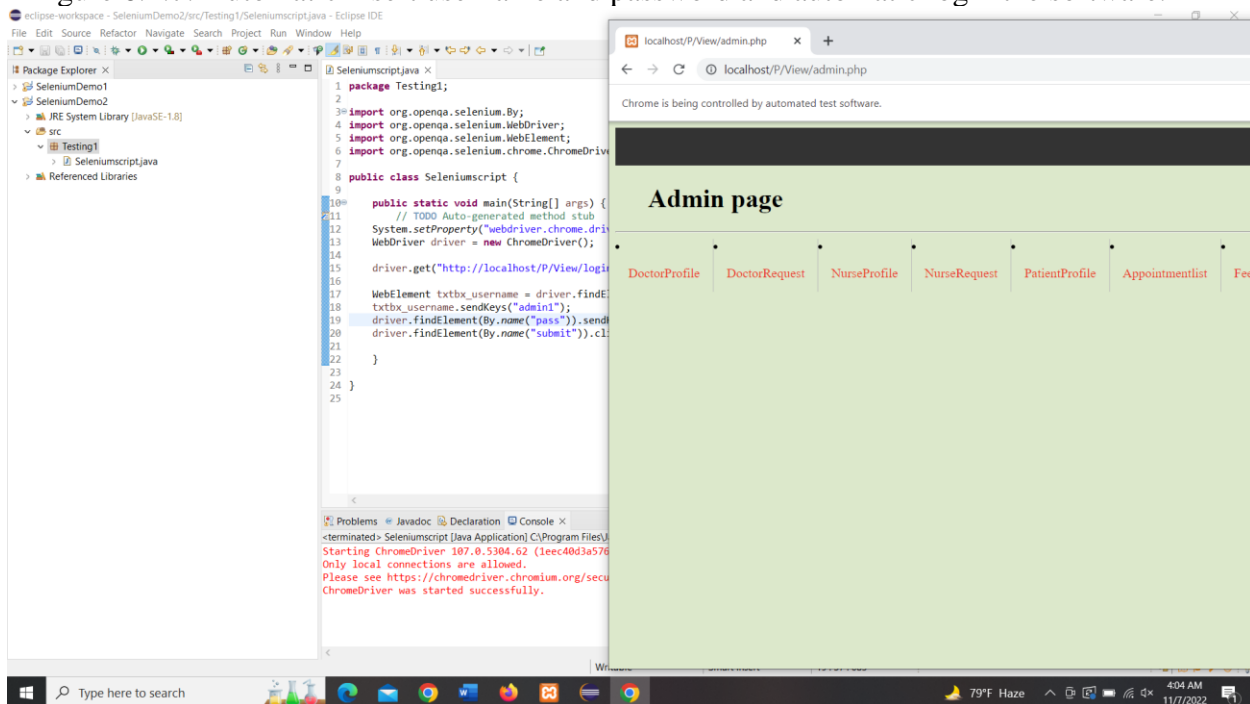 eclipse-workspace - SeleniumDemo2/src/Testing1/Seleniumscript.java - Eclipse IDE
File Edit Source Refactor Navigate Search Project Run Window Help
Package Explorer
SeleniumDemo1
SeleniumDemo2
JRE System Library [JavaSE-1.8]
src
Testing1
Seleniumscript.java
Referenced Libraries
Seleniumscript.java
1 package Testing1;
2
3 import org.openqa.selenium.By;
4 import org.openqa.selenium.WebDriver;
5 import org.openqa.selenium.WebElement;
6 import org.openqa.selenium.chrome.ChromeDrive
7
8 public class Seleniumscript {
9
10 public static void main(String[] args) {
11 // TODO Auto-generated method stub
12 System.setProperty("webdriver.chrome.dri
13 WebDriver driver = new ChromeDriver();
14
15 driver.get("http://localhost/P/View/logi
16
17 WebElement txtbx_username = driver.findE
18 txtbx_username.sendKeys("admin1");
19 driver.findElement(By.name("pass")).send
20 driver.findElement(By.name("submit")).cl
21
22 }
23
24 }
25
Problems Javadoc Declaration Console
<terminated> Seleniumscript [Java Application] C:\Program Files\J
Starting ChromeDriver 107.0.5304.62 (1eec40d3a576
Only local connections are allowed.
Please see https://chromedriver.chromium.org/secu
ChromeDriver was started successfully.
localhost/P/View/admin.php
localhost/P/View/admin.php
Chrome is being controlled by automated test software.
Admin page
DoctorProfile DoctorRequest NurseProfile NurseRequest PatientProfile Appointmentlist Fee
Type here to search
79°F Haze
4:04 AM
11/7/2022